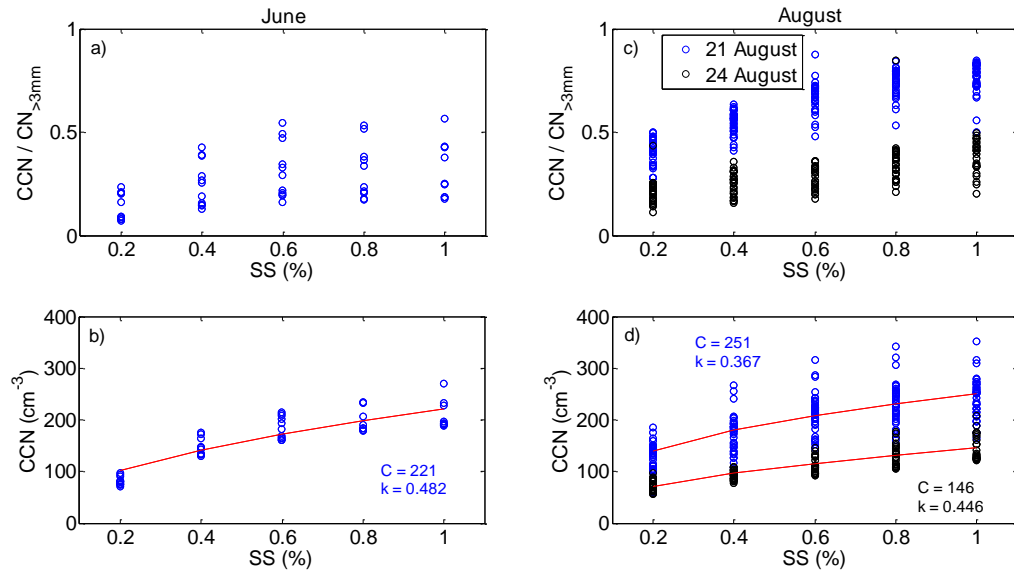 June
a)
CCN / CN>3mm
1
0.5
0
0.2 0.4 0.6 0.8 1
SS (%)
August
c)
21 August
24 August
CCN / CN>3mm
1
0.5
0
0.2 0.4 0.6 0.8 1
SS (%)
b)
CCN (cm-3)
400
300
200
100
0
C = 221
k = 0.482
0.2 0.4 0.6 0.8 1
SS (%)
d)
CCN (cm-3)
400
300
200
100
0
C = 251
k = 0.367
C = 146
k = 0.446
0.2 0.4 0.6 0.8 1
SS (%)